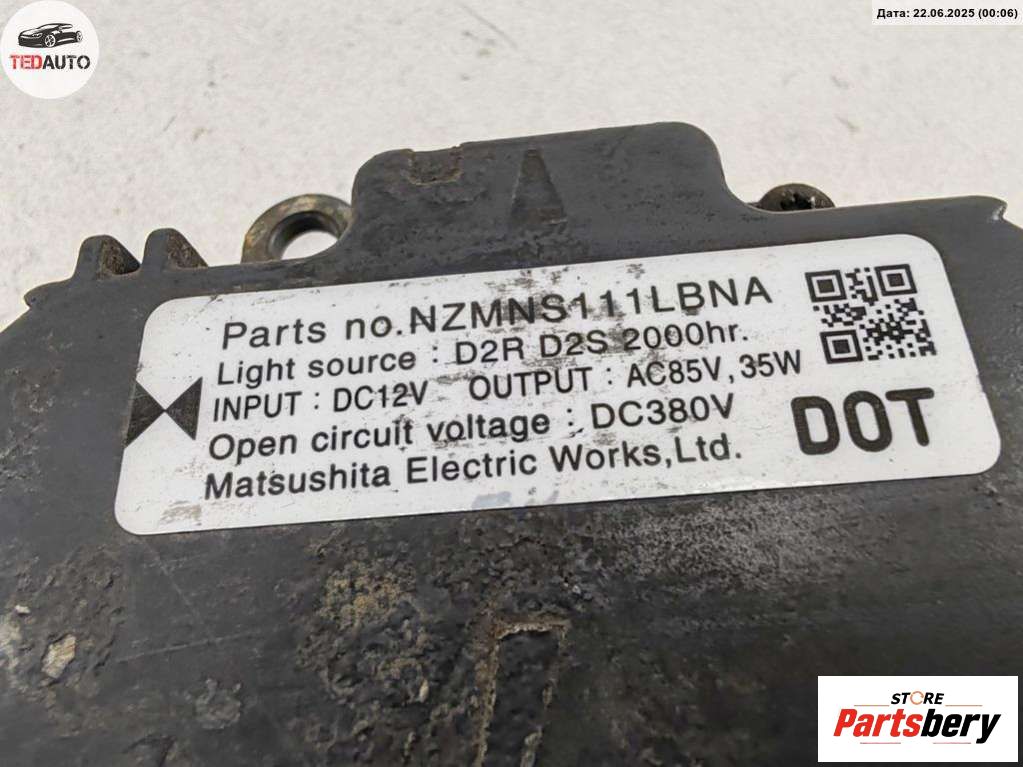 TEDAUTO
Дата: 22.06.2025 (00:06)
Parts no.NZMNS111LBNA
Light source : D2R D2S 2000hr.
INPUT : DC12V OUTPUT : AC85V,35W
Open circuit voltage : DC380V
Matsushita Electric Works,Ltd.
DOT
STORE
Partsbery